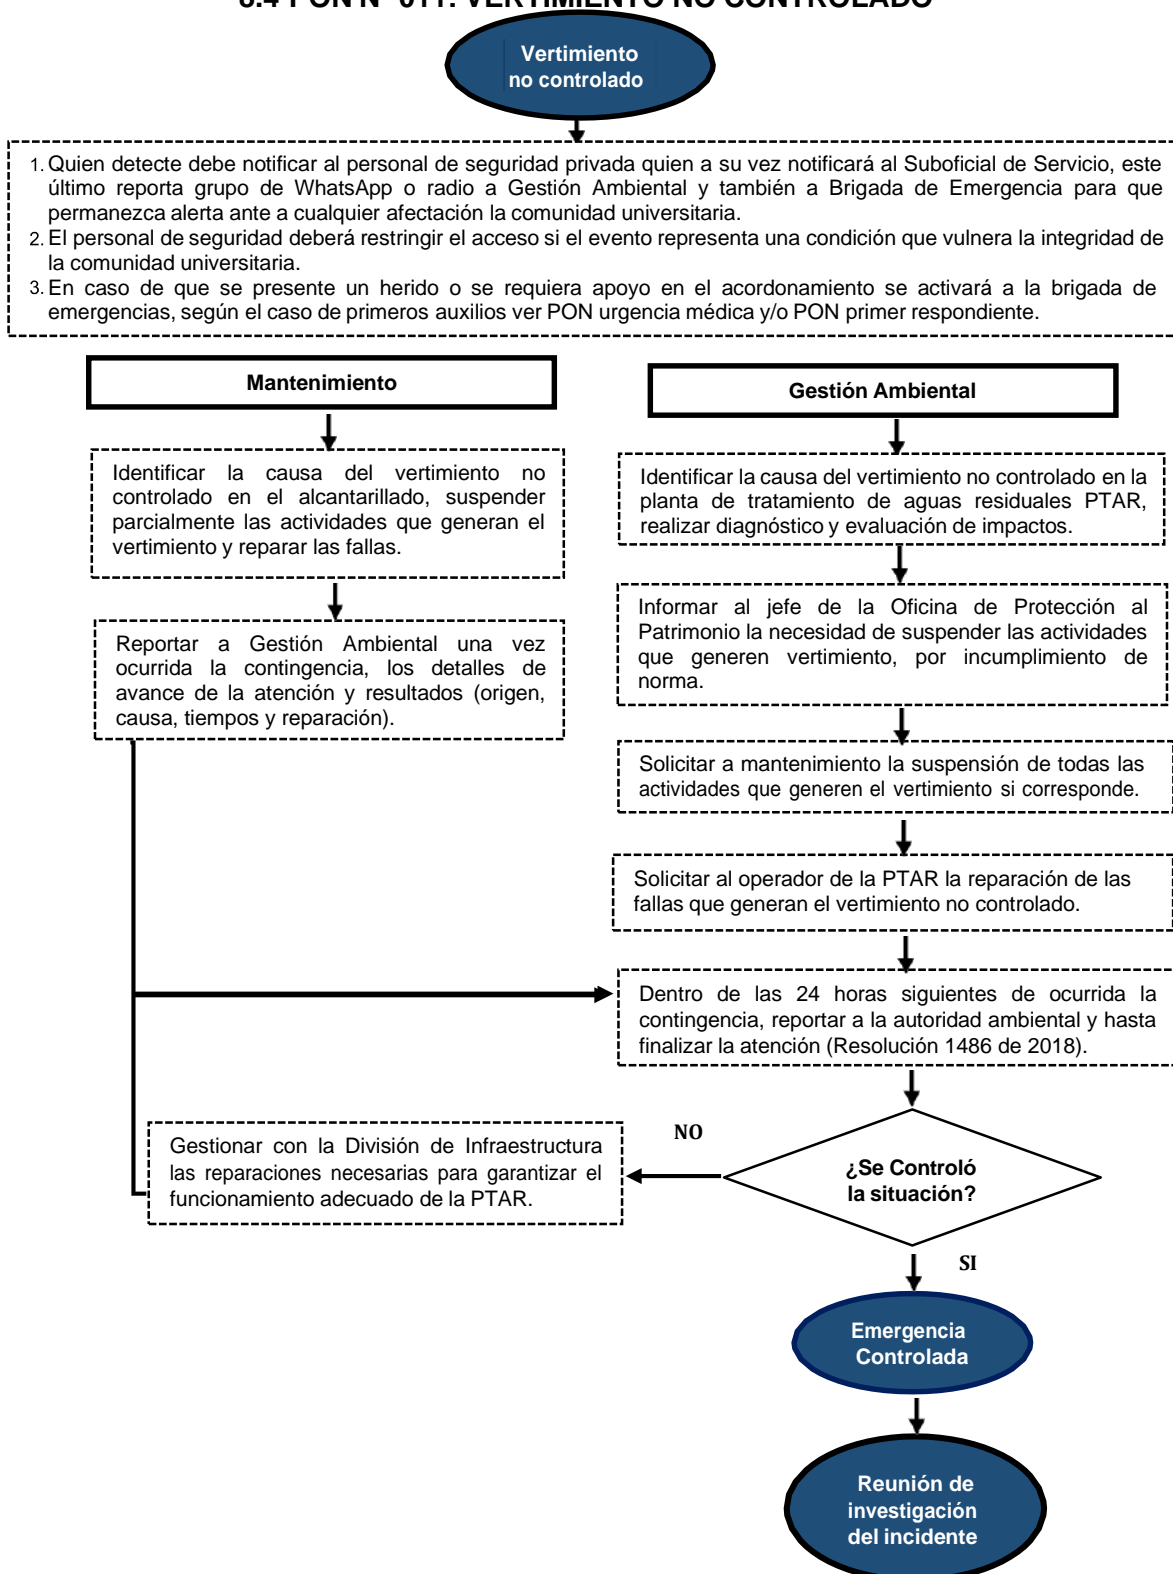 8.4 PON N° 011: VERTIMIENTO NO CONTROLADO
Vertimiento
no controlado
1. Quien detecte debe notificar al personal de seguridad privada quien a su vez notificará al Suboficial de Servicio, este
último reporta grupo de WhatsApp o radio a Gestión Ambiental y también a Brigada de Emergencia para que
permanezca alerta ante a cualquier afectación la comunidad universitaria.
2. El personal de seguridad deberá restringir el acceso si el evento representa una condición que vulnera la integridad de
la comunidad universitaria.
3. En caso de que se presente un herido o se requiera apoyo en el acordonamiento se activará a la brigada de
emergencias, según el caso de primeros auxilios ver PON urgencia médica y/o PON primer respondiente.
Mantenimiento
Identificar la causa del vertimiento no
controlado en el alcantarillado, suspender
parcialmente las actividades que generan el
vertimiento y reparar las fallas.
Reportar a Gestión Ambiental una vez
ocurrida la contingencia, los detalles de
avance de la atención y resultados (origen,
causa, tiempos y reparación).
Gestión Ambiental
Identificar la causa del vertimiento no controlado en la
planta de tratamiento de aguas residuales PTAR,
realizar diagnóstico y evaluación de impactos.
Informar al jefe de la Oficina de Protección al
Patrimonio la necesidad de suspender las actividades
que generen vertimiento, por incumplimiento de
norma.
Solicitar a mantenimiento la suspensión de todas las
actividades que generen el vertimiento si corresponde.
Solicitar al operador de la PTAR la reparación de las
fallas que generan el vertimiento no controlado.
Dentro de las 24 horas siguientes de ocurrida la
contingencia, reportar a la autoridad ambiental y hasta
finalizar la atención (Resolución 1486 de 2018).
¿Se Controló
la situación?
NO
Gestionar con la División de Infraestructura
las reparaciones necesarias para garantizar el
funcionamiento adecuado de la PTAR.
SI
Emergencia
Controlada
Reunión de
investigación
del incidente